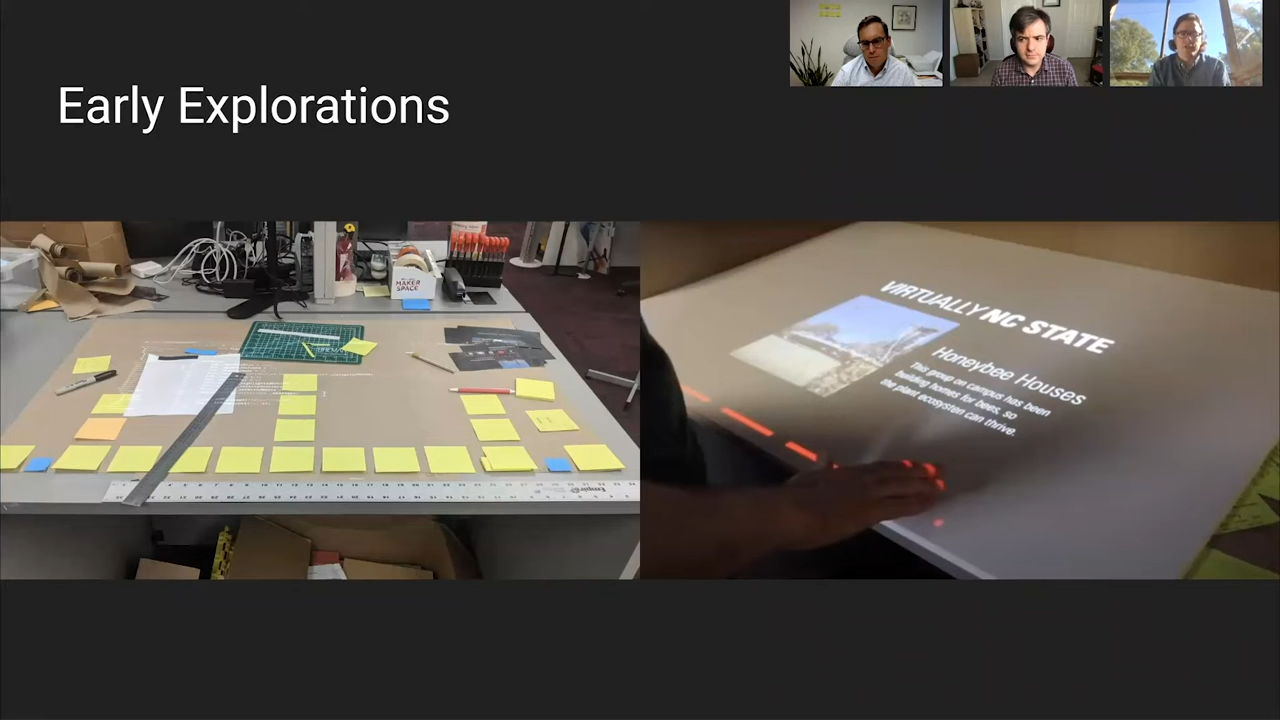 Early Explorations
MAKER
SPACE
VIRTUALLY NC STATE
Honeybee Houses
This group on campus has been
building homes for bees, so
the plant ecosystem can thrive.